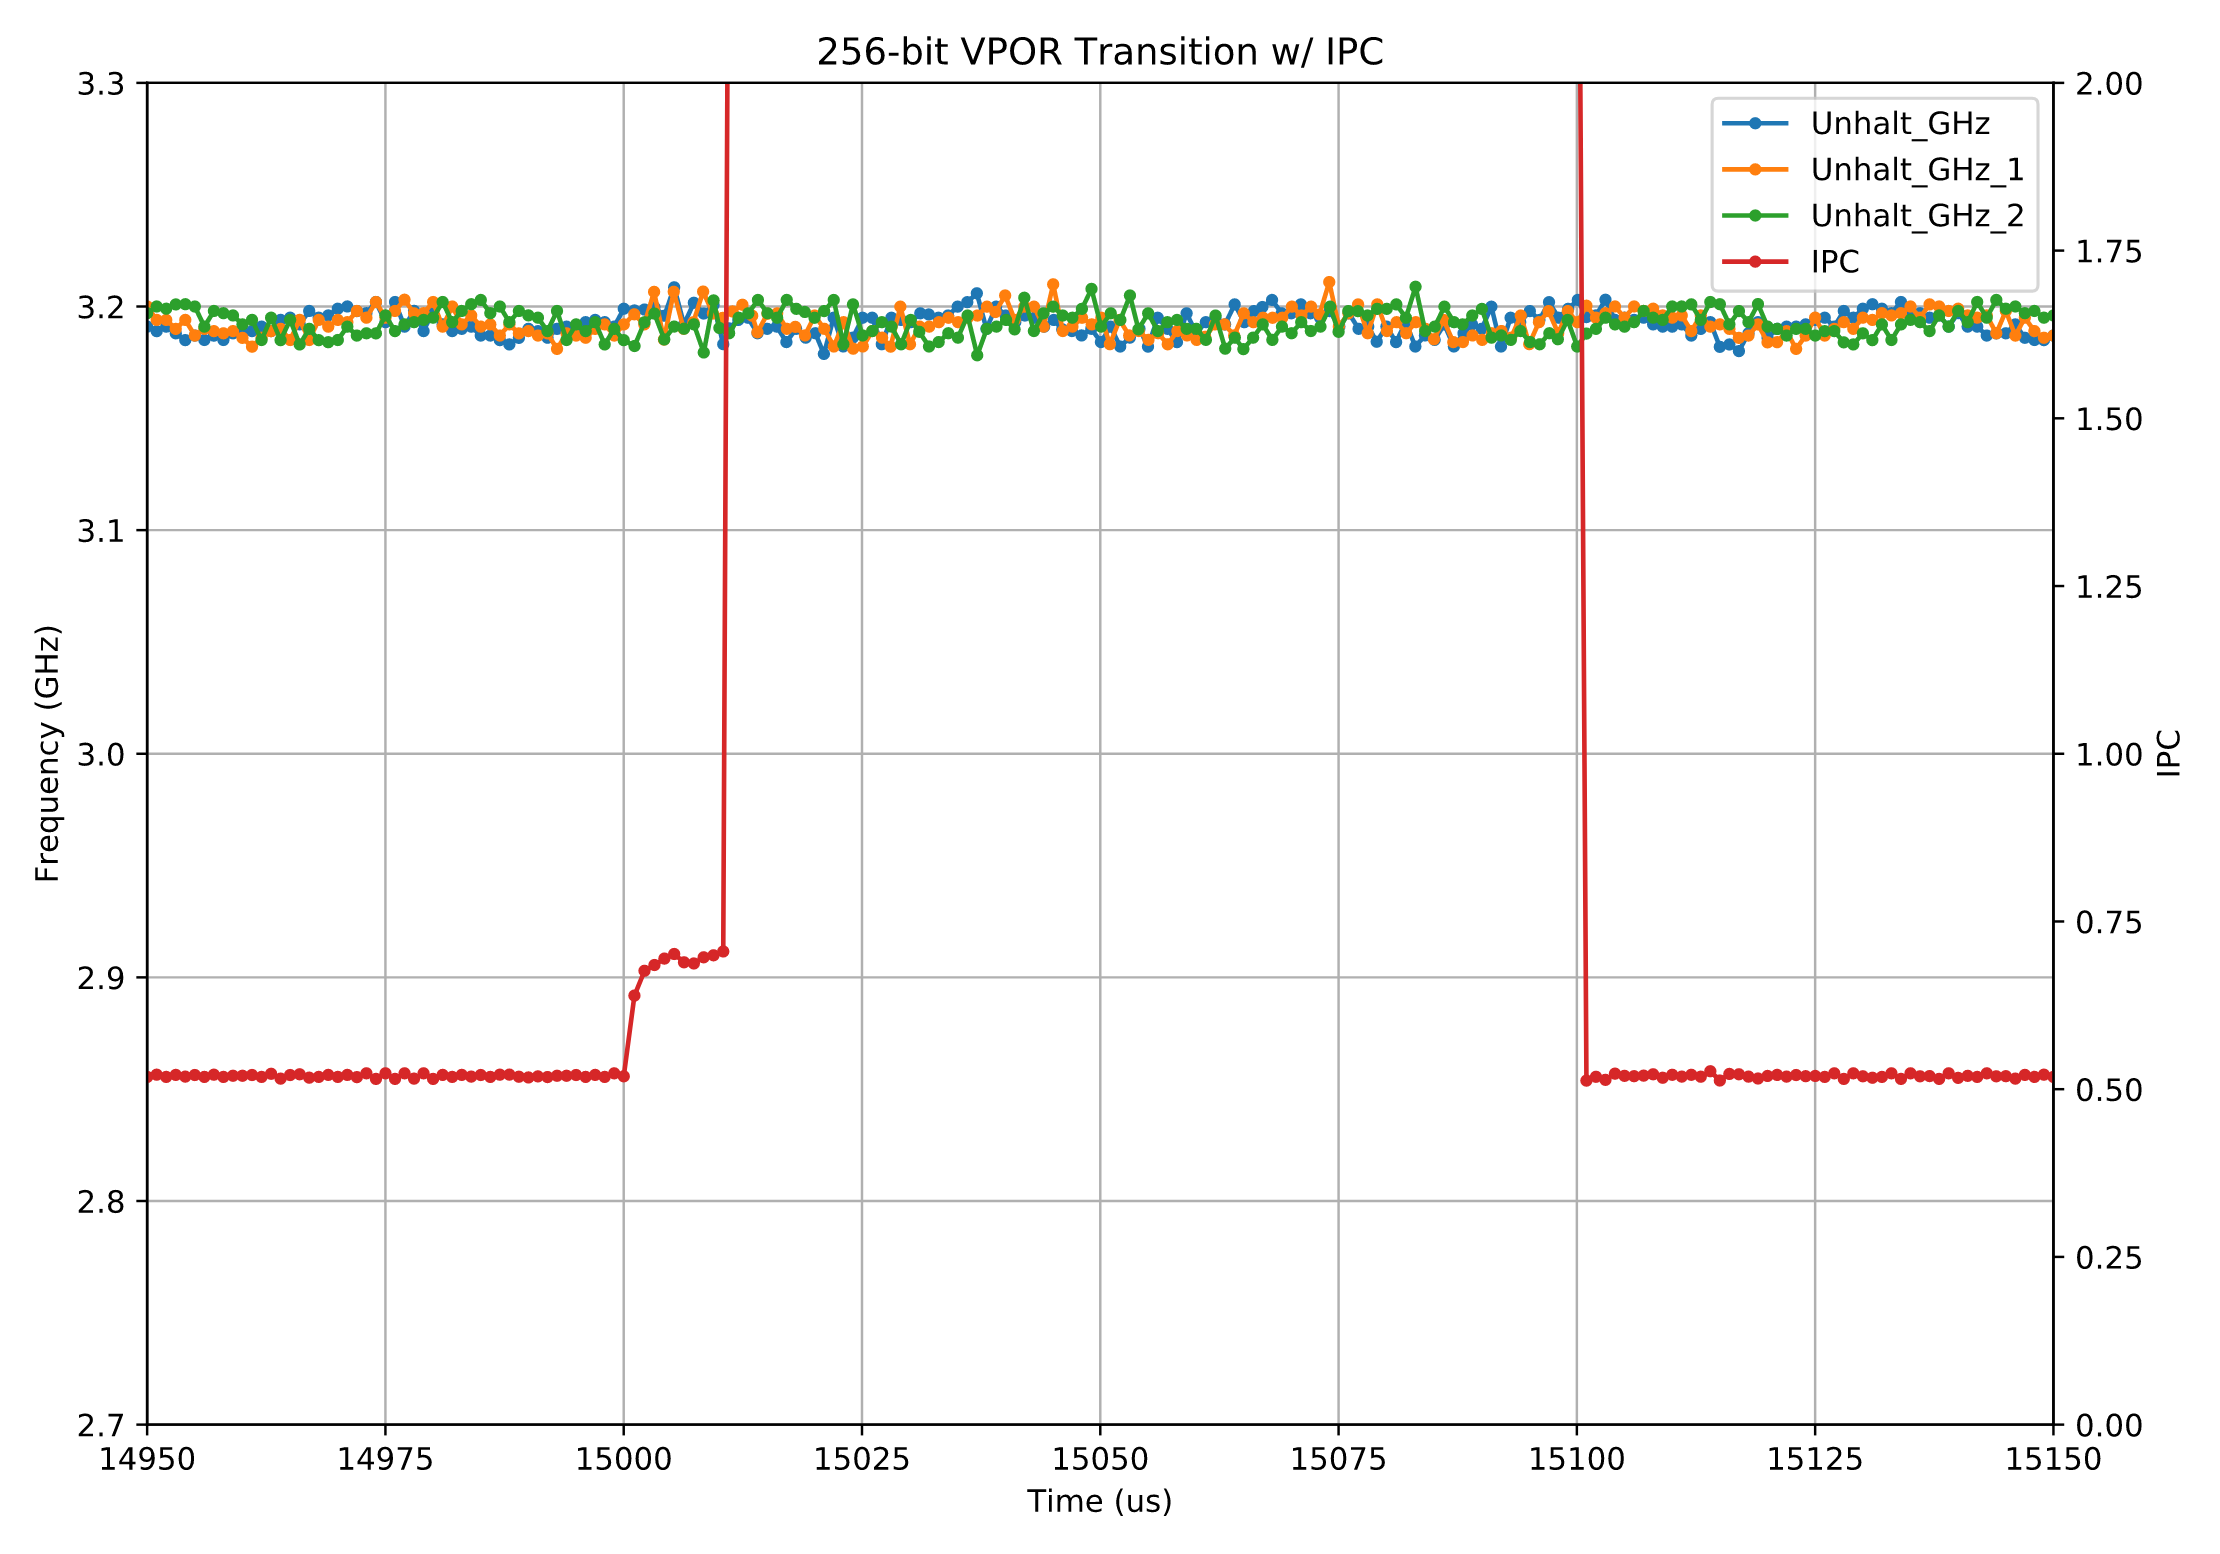 256-bit VPOR Transition w/ IPC
3.3
3.2
3.1
3.0
2.9
2.8
2.7
Frequency (GHz)
2.00
1.75
1.50
1.25
1.00
0.75
0.50
0.25
0.00
IPC
Unhalt_GHz
Unhalt_GHz_1
Unhalt_GHz_2
IPC
14950 14975 15000 15025 15050 15075 15100 15125 15150
Time (us)